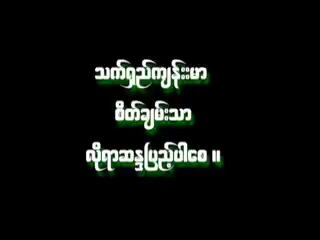 သက်ရှည်ကျန်းးမာ
စိတ်ချမ်းသာ
လိုရာဆန္ဒပြည့်ပါစေ ။